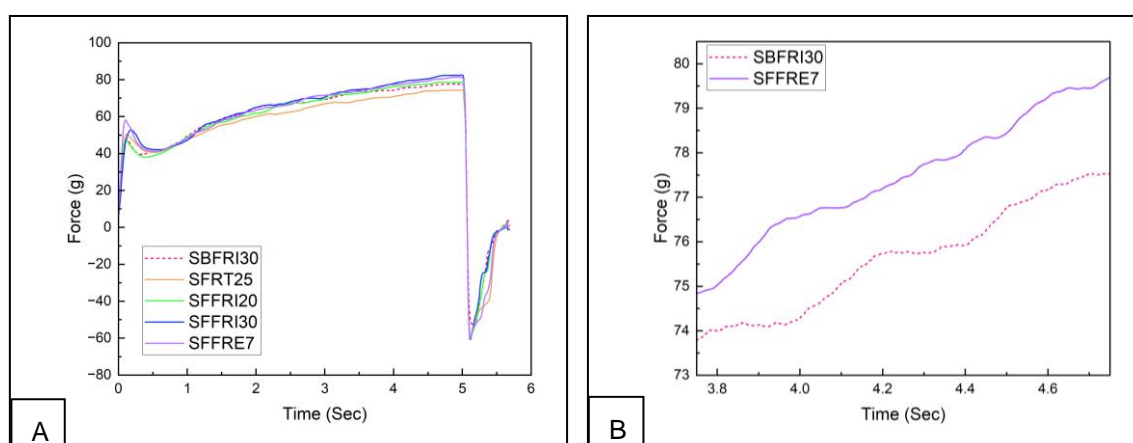 100
80
60
40
20
0
−20
−40
−60
−80
Force (g)
SBFRI30
SFRT25
SFFRI20
SFFRI30
SFFRE7
0 1 2 3 4 5 6
Time (Sec)
A
80
79
78
77
76
75
74
73
Force (g)
SBFRI30
SFFRE7
3.8 4.0 4.2 4.4 4.6
Time (Sec)
B